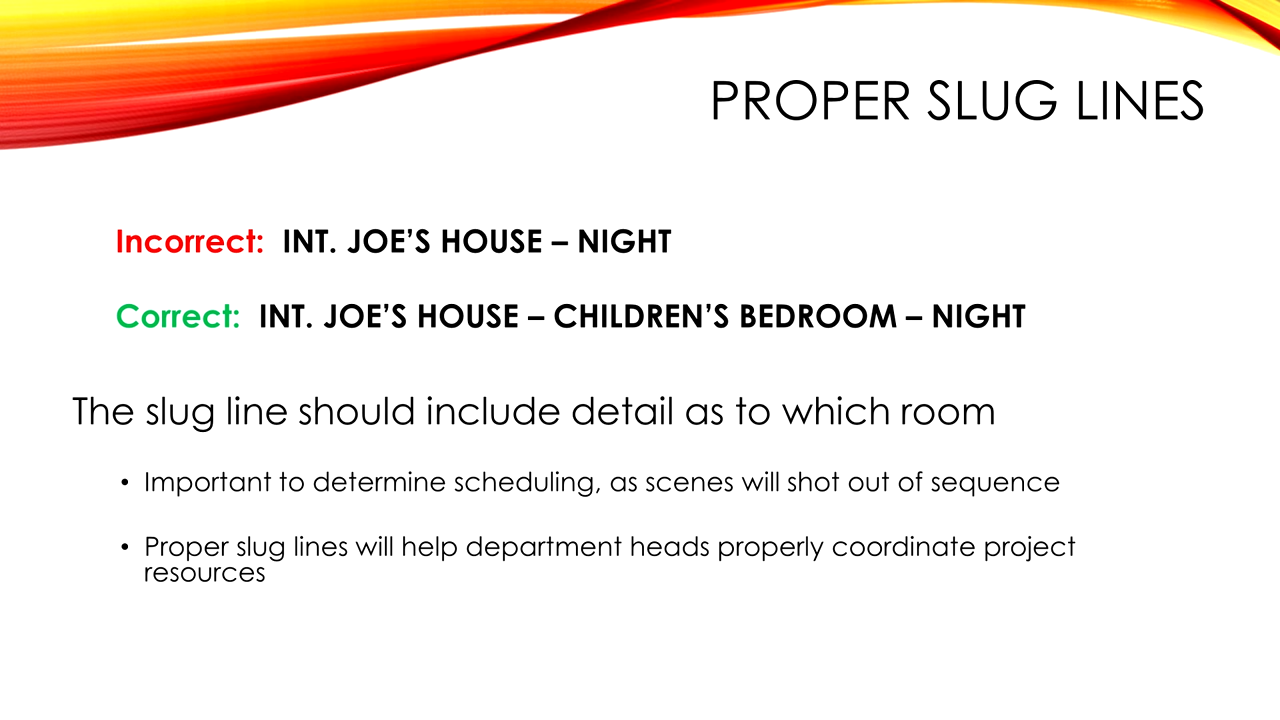 PROPER SLUG LINES
Incorrect: INT. JOE’S HOUSE – NIGHT
Correct: INT. JOE’S HOUSE – CHILDREN’S BEDROOM – NIGHT
The slug line should include detail as to which room
• Important to determine scheduling, as scenes will shot out of sequence
• Proper slug lines will help department heads properly coordinate project
resources